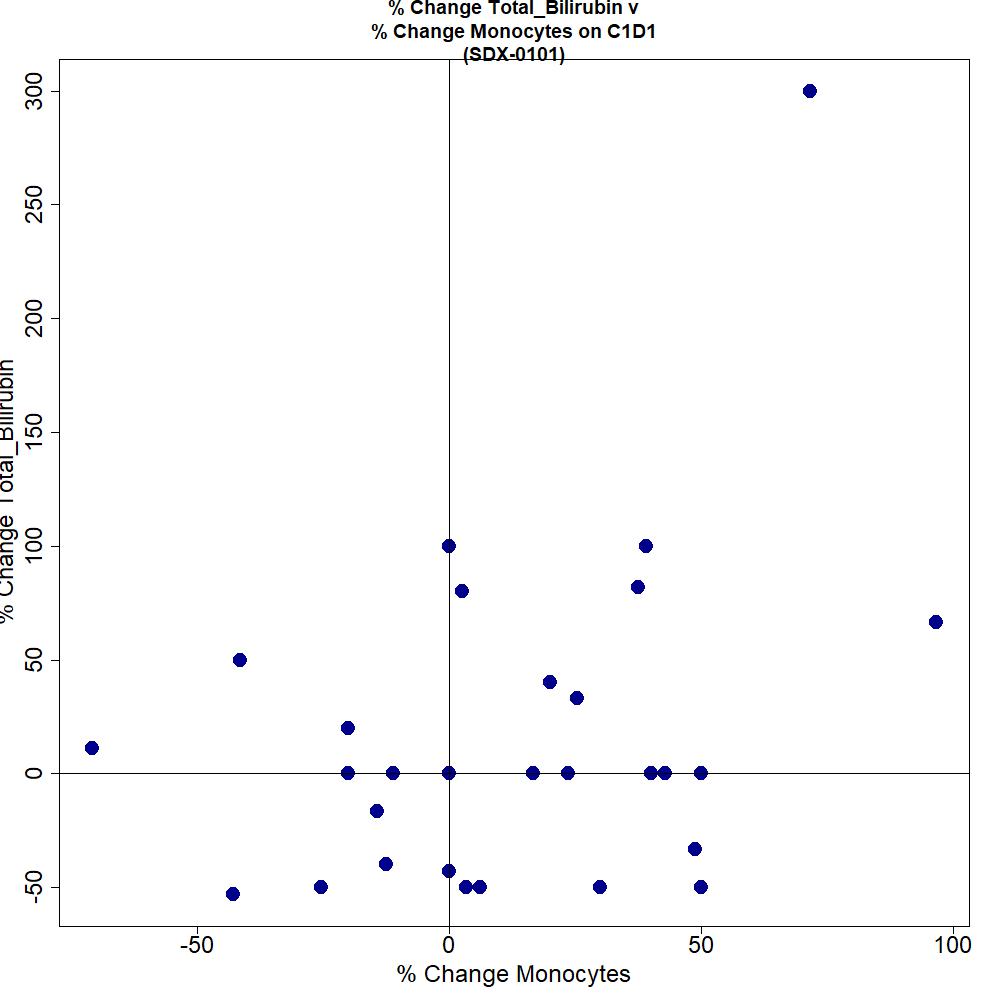 % Change Total_Bilirubin v
% Change Monocytes on C1D1
(SDX-0101)
% Change Total_Bilirubin
300
250
200
150
100
50
0
-50
-50
0
50
100
% Change Monocytes